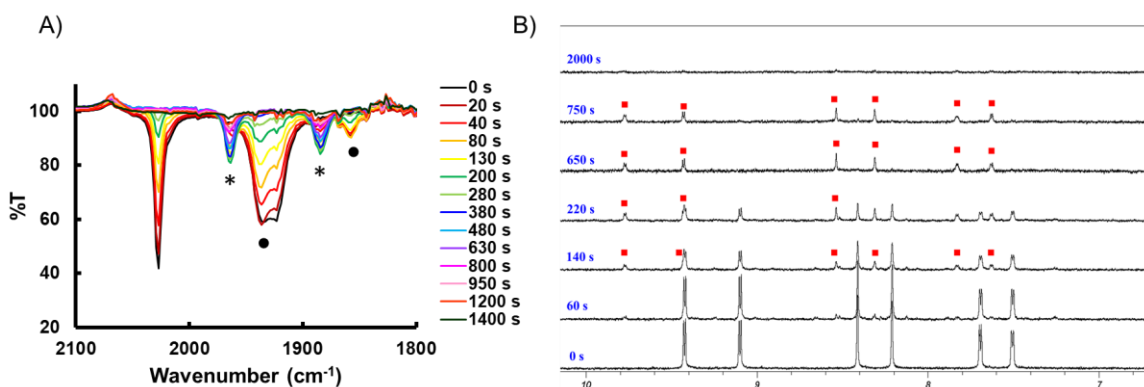 A)
B)
100
80
60
40
20
%T
2100
2000
1900
1800
Wavenumber (cm⁻¹)
*
*
0 s
20 s
40 s
80 s
130 s
200 s
280 s
380 s
480 s
630 s
800 s
950 s
1200 s
1400 s
2000 s
750 s
650 s
220 s
140 s
60 s
0 s
10
9
8
7